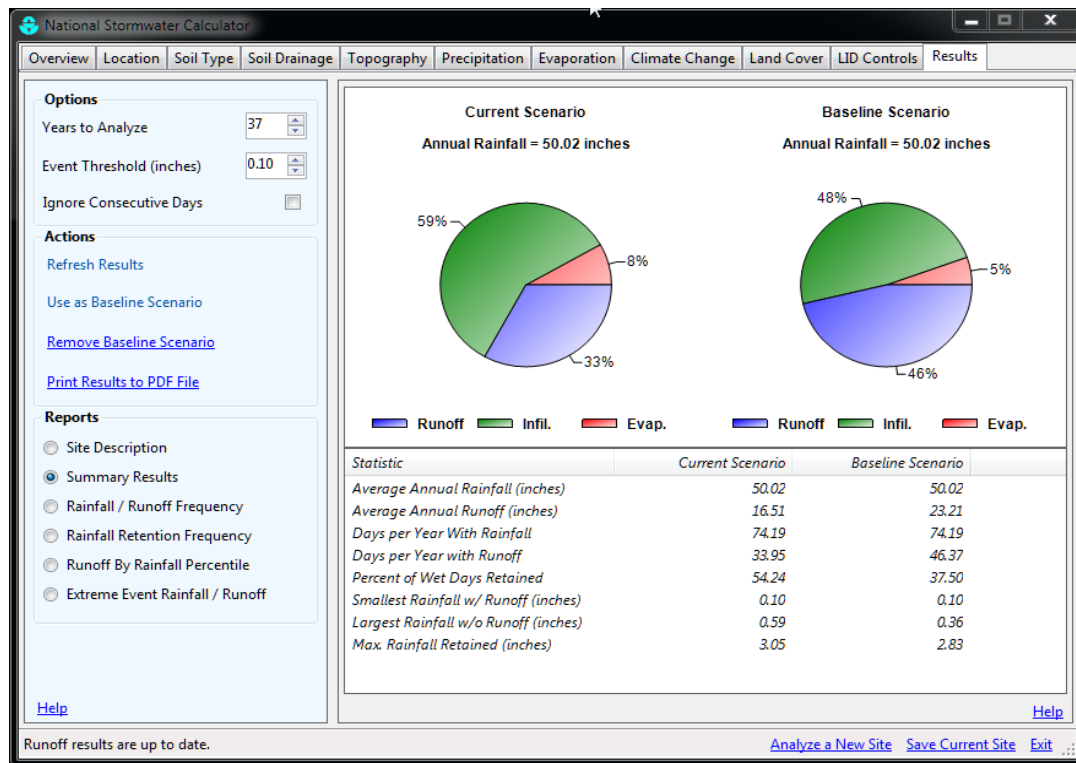 National Stormwater Calculator
Overview Location Soil Type Soil Drainage Topography Precipitation Evaporation Climate Change Land Cover LID Controls Results
Options
Years to Analyze 37
Event Threshold (inches) 0.10
Ignore Consecutive Days
Actions
Refresh Results
Use as Baseline Scenario
Remove Baseline Scenario
Print Results to PDF File
Reports
Site Description
Summary Results
Rainfall / Runoff Frequency
Rainfall Retention Frequency
Runoff By Rainfall Percentile
Extreme Event Rainfall / Runoff
Help
Current Scenario
Annual Rainfall = 50.02 inches
59%
8%
33%
Runoff Infil. Evap.
Baseline Scenario
Annual Rainfall = 50.02 inches
48%
5%
46%
Runoff Infil. Evap.
Statistic Current Scenario Baseline Scenario
Average Annual Rainfall (inches) 50.02 50.02
Average Annual Runoff (inches) 16.51 23.21
Days per Year With Rainfall 74.19 74.19
Days per Year with Runoff 33.95 46.37
Percent of Wet Days Retained 54.24 37.50
Smallest Rainfall w/ Runoff (inches) 0.10 0.10
Largest Rainfall w/o Runoff (inches) 0.59 0.36
Max. Rainfall Retained (inches) 3.05 2.83
Help
Runoff results are up to date.
Analyze a New Site Save Current Site Exit